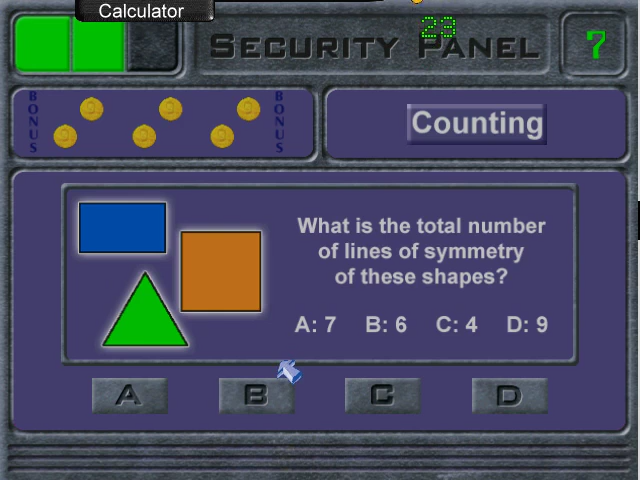 Calculator
23
SECURITY PANEL
7
BONUS
BONUS
Counting
What is the total number
of lines of symmetry
of these shapes?
A: 7 B: 6 C: 4 D: 9
A
B
C
D